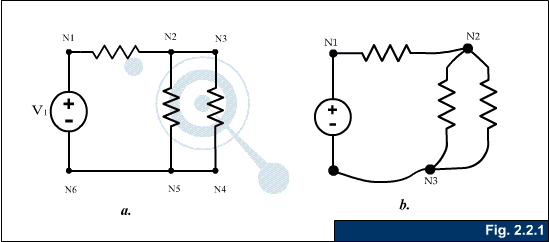 N1 N2 N3
V1
+
-
N6 N5 N4
a.
N1 N2
+
-
N3
b.
Fig. 2.2.1